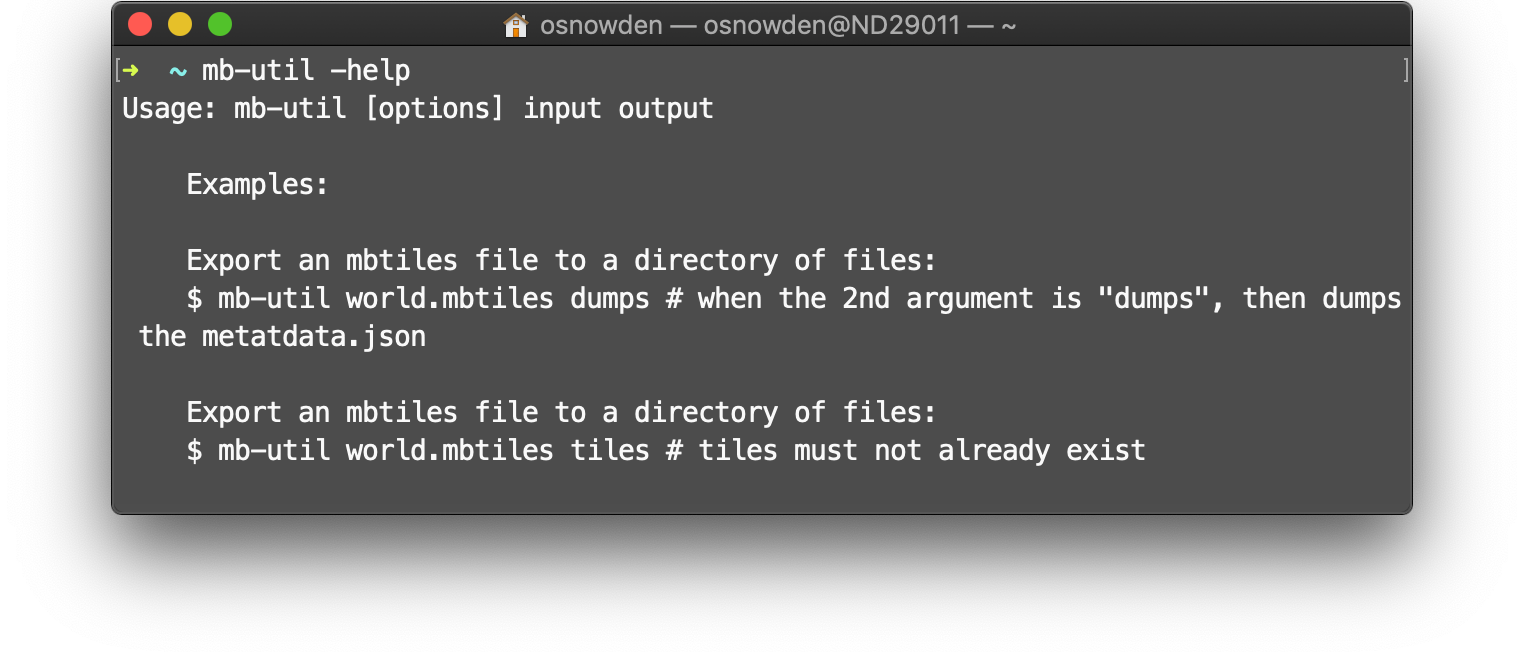 osnowden — osnowden@ND29011 — ~
[➜  ~ mb-util -help ]
Usage: mb-util [options] input output
Examples:
Export an mbtiles file to a directory of files:
$ mb-util world.mbtiles dumps # when the 2nd argument is "dumps", then dumps
the metatdata.json
Export an mbtiles file to a directory of files:
$ mb-util world.mbtiles tiles # tiles must not already exist